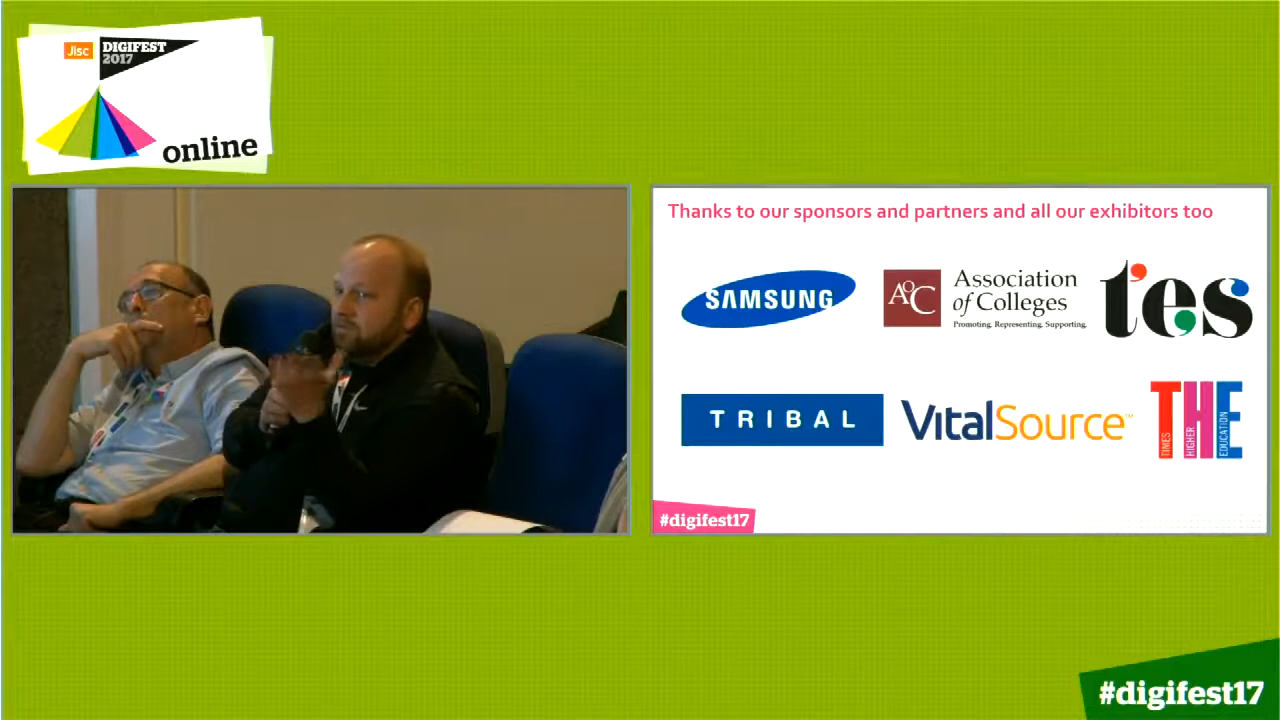 Jisc
DIGIFEST
2017
online
Thanks to our sponsors and partners and all our exhibitors too
SAMSUNG
AoC
Association
of Colleges
Promoting. Representing. Supporting.
tes
TRIBAL
VitalSource™
THE
TIMES
HIGHER
EDUCATION
#digifest17
#digifest17